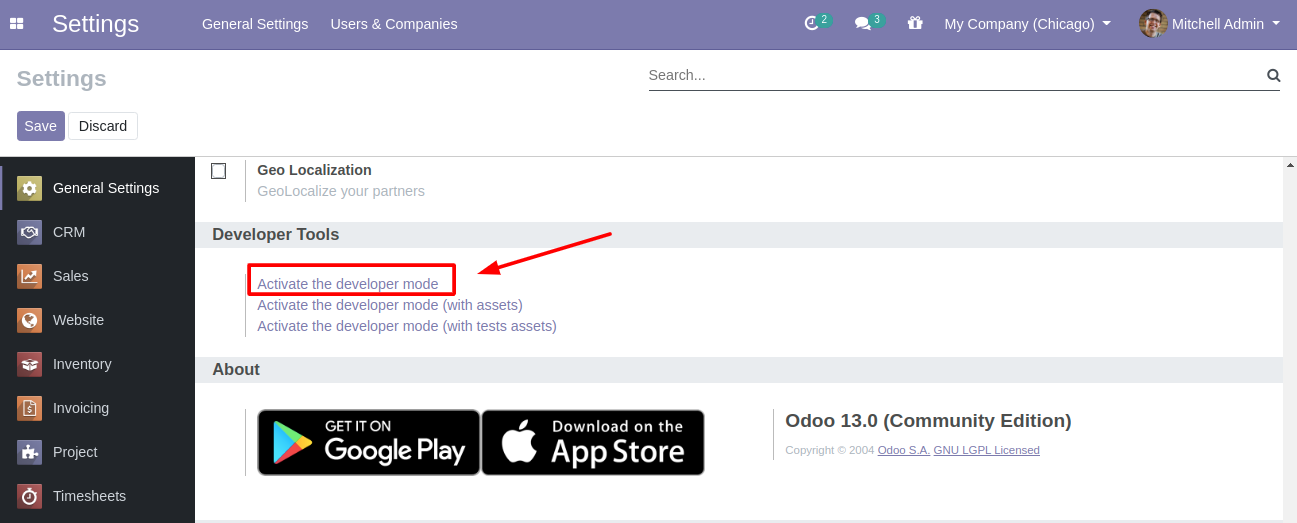 Settings General Settings Users & Companies 2 3 My Company (Chicago) Mitchell Admin
Settings Search...
Save Discard
General Settings
CRM
Sales
Website
Inventory
Invoicing
Project
Timesheets
Geo Localization
GeoLocalize your partners
Developer Tools
Activate the developer mode
Activate the developer mode (with assets)
Activate the developer mode (with tests assets)
About
GET IT ON
Google Play
Download on the
App Store
Odoo 13.0 (Community Edition)
Copyright © 2004 Odoo S.A. GNU LGPL Licensed